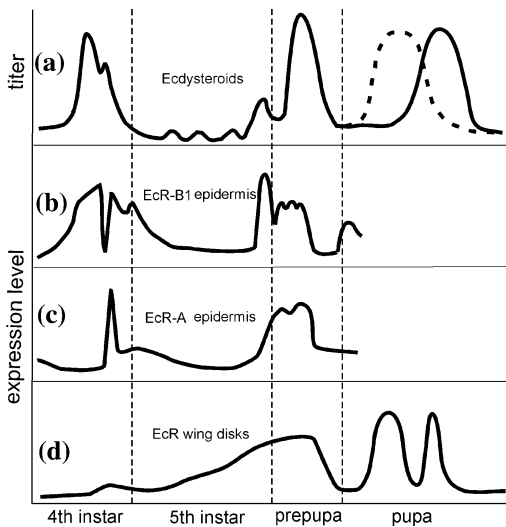 titer
(a)
Ecdysteroids
expression level
(b)
EcR-B1 epidermis
(c)
EcR-A epidermis
(d)
EcR wing disks
4th instar
5th instar
prepupa
pupa